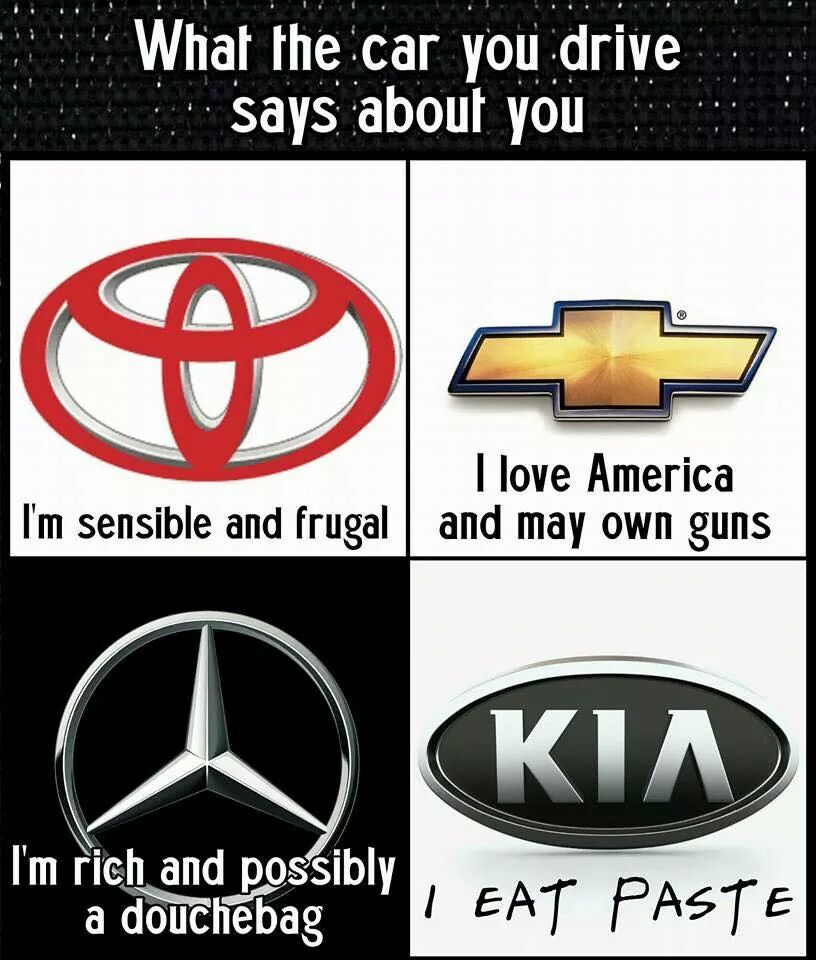 What the car you drive
says about you
®
I'm sensible and frugal
I love America
and may own guns
KIA
I'm rich and possibly
a douchebag
I EAT PASTE